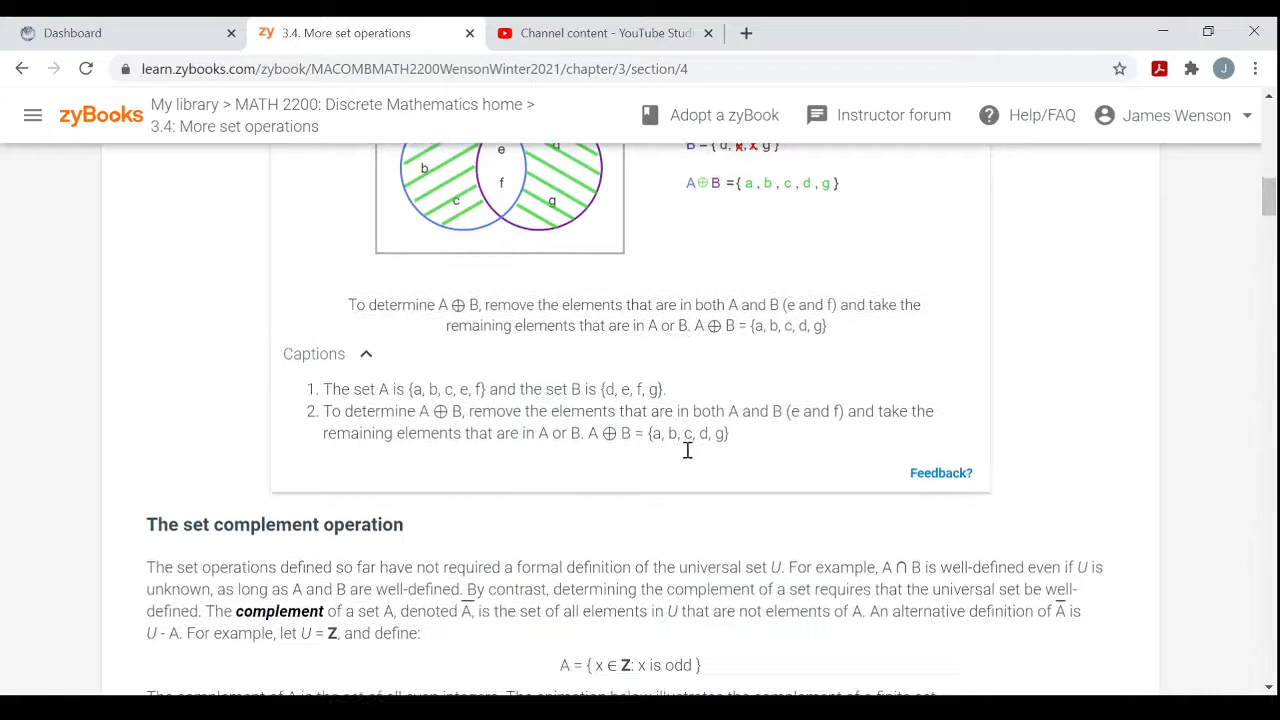 Dashboard
3.4. More set operations
Channel content - YouTube Studi
learn.zybooks.com/zybook/MACOMBMATH2200WensonWinter2021/chapter/3/section/4
J
zyBooks
My library > MATH 2200: Discrete Mathematics home >
3.4: More set operations
Adopt a zyBook
Instructor forum
Help/FAQ
James Wenson
e
b
f
c
g
A ⊕ B = { a , b , c , d , g }
To determine A ⊕ B, remove the elements that are in both A and B (e and f) and take the
remaining elements that are in A or B. A ⊕ B = {a, b, c, d, g}
Captions
1. The set A is {a, b, c, e, f} and the set B is {d, e, f, g}.
2. To determine A ⊕ B, remove the elements that are in both A and B (e and f) and take the
remaining elements that are in A or B. A ⊕ B = {a, b, c, d, g}
Feedback?
The set complement operation
The set operations defined so far have not required a formal definition of the universal set U. For example, A ∩ B is well-defined even if U is
unknown, as long as A and B are well-defined. By contrast, determining the complement of a set requires that the universal set be well-
defined. The complement of a set A, denoted A̅, is the set of all elements in U that are not elements of A. An alternative definition of A̅ is
U - A. For example, let U = Z, and define:
A = { x ∈ Z: x is odd }